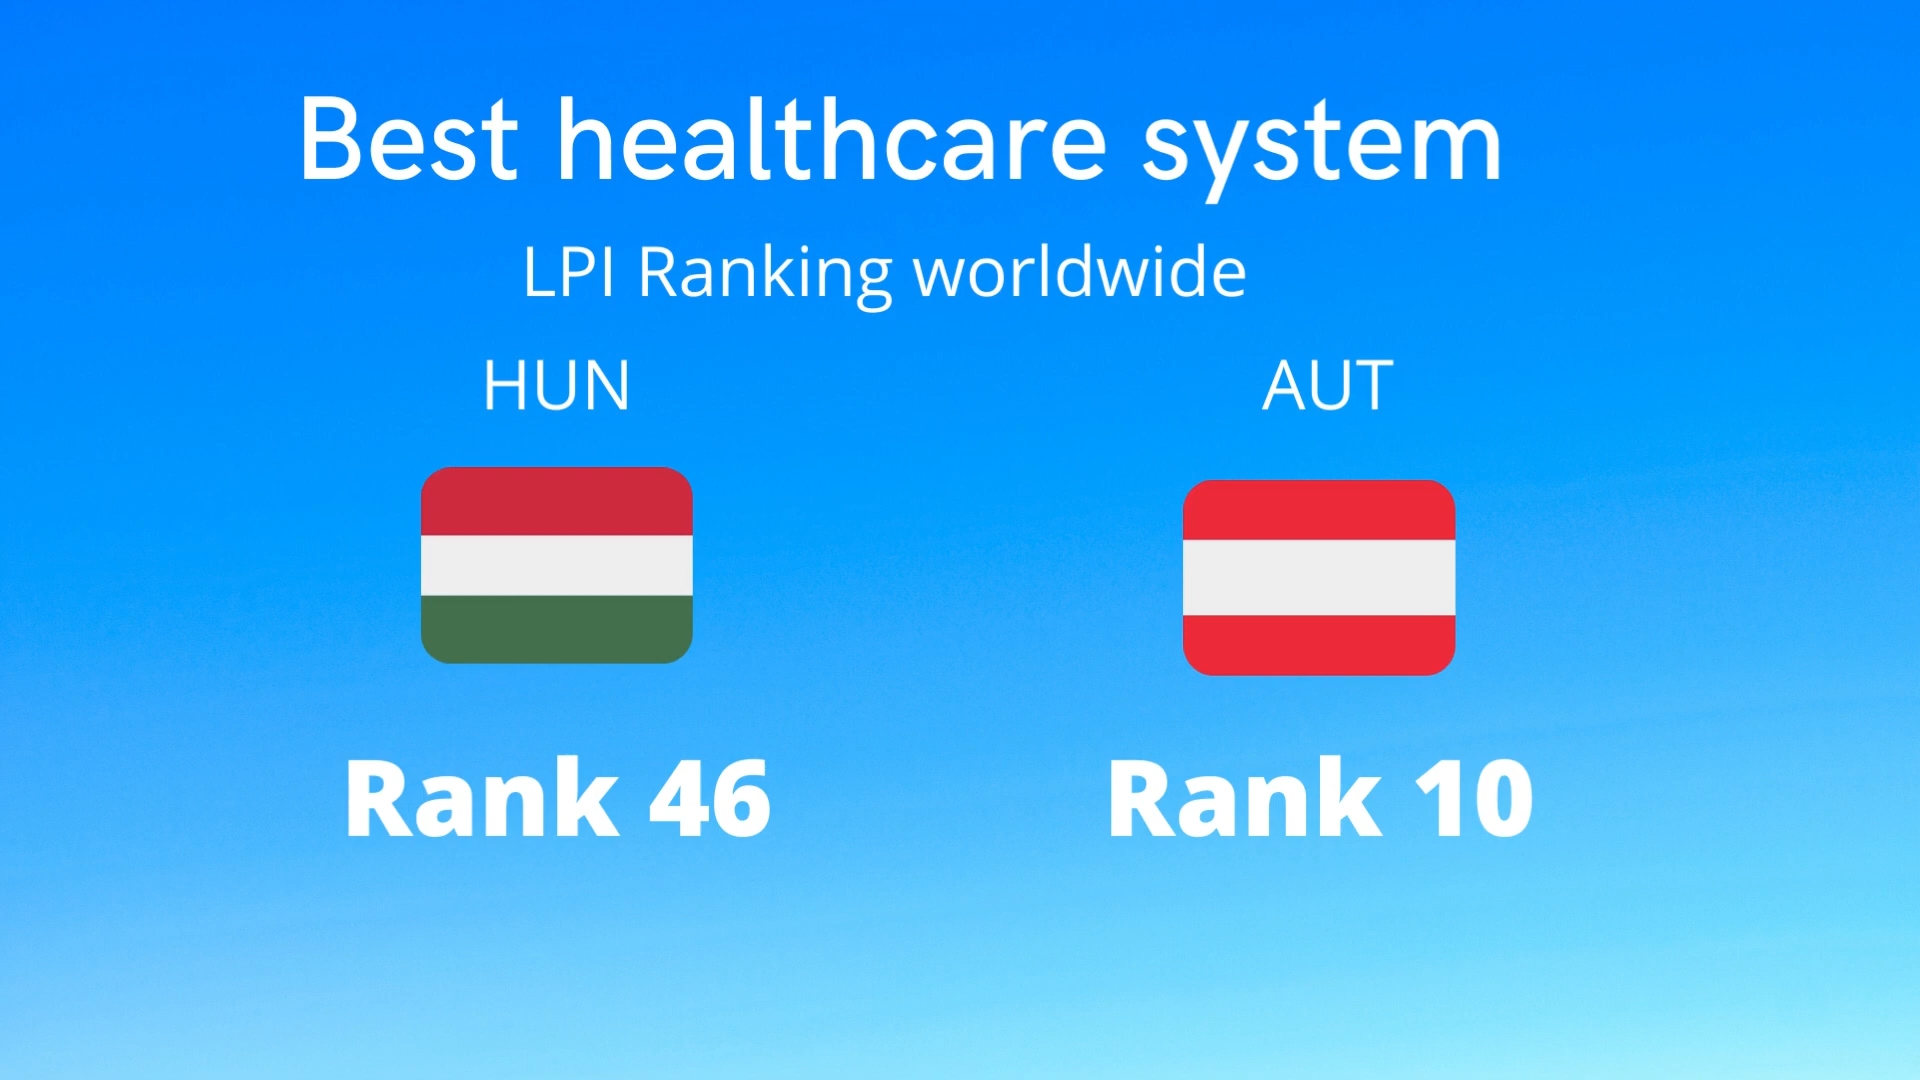 Best healthcare system
LPI Ranking worldwide
HUN
AUT
Rank 46
Rank 10